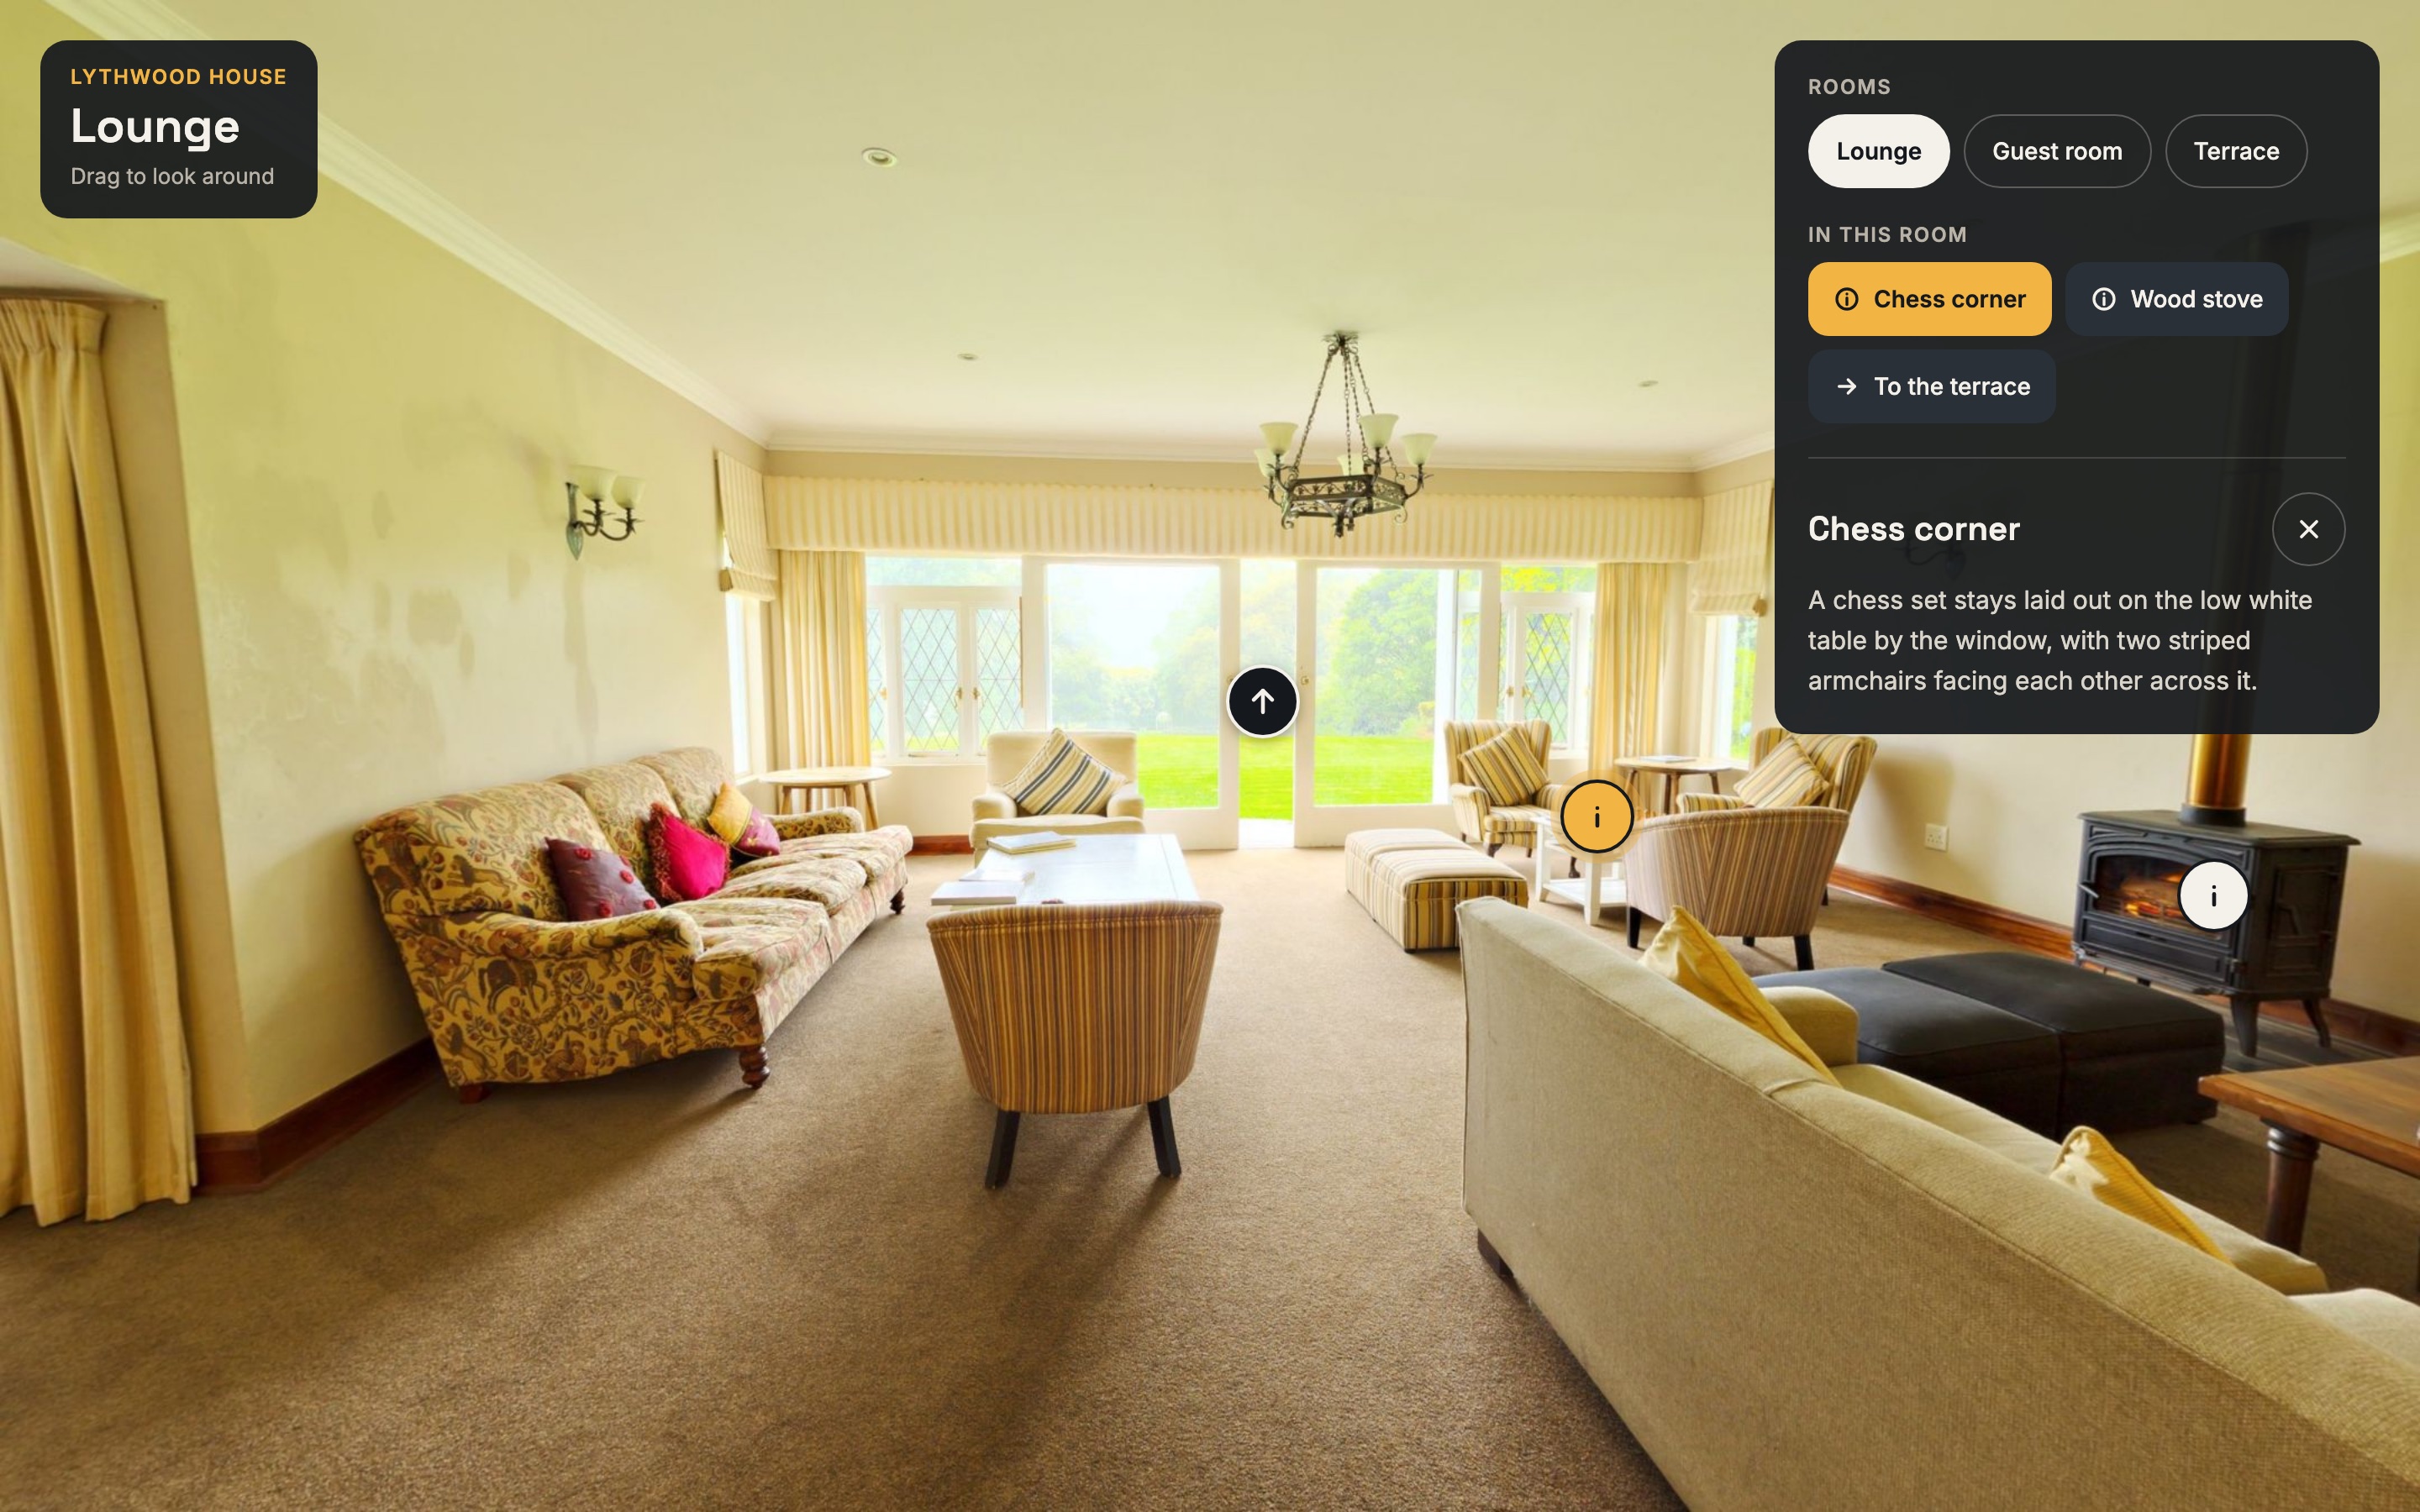 LYTHWOOD HOUSE
Lounge
Drag to look around
ROOMS
Lounge
Guest room
Terrace
IN THIS ROOM
Chess corner
Wood stove
To the terrace
Chess corner
A chess set stays laid out on the low white
table by the window, with two striped
armchairs facing each other across it.